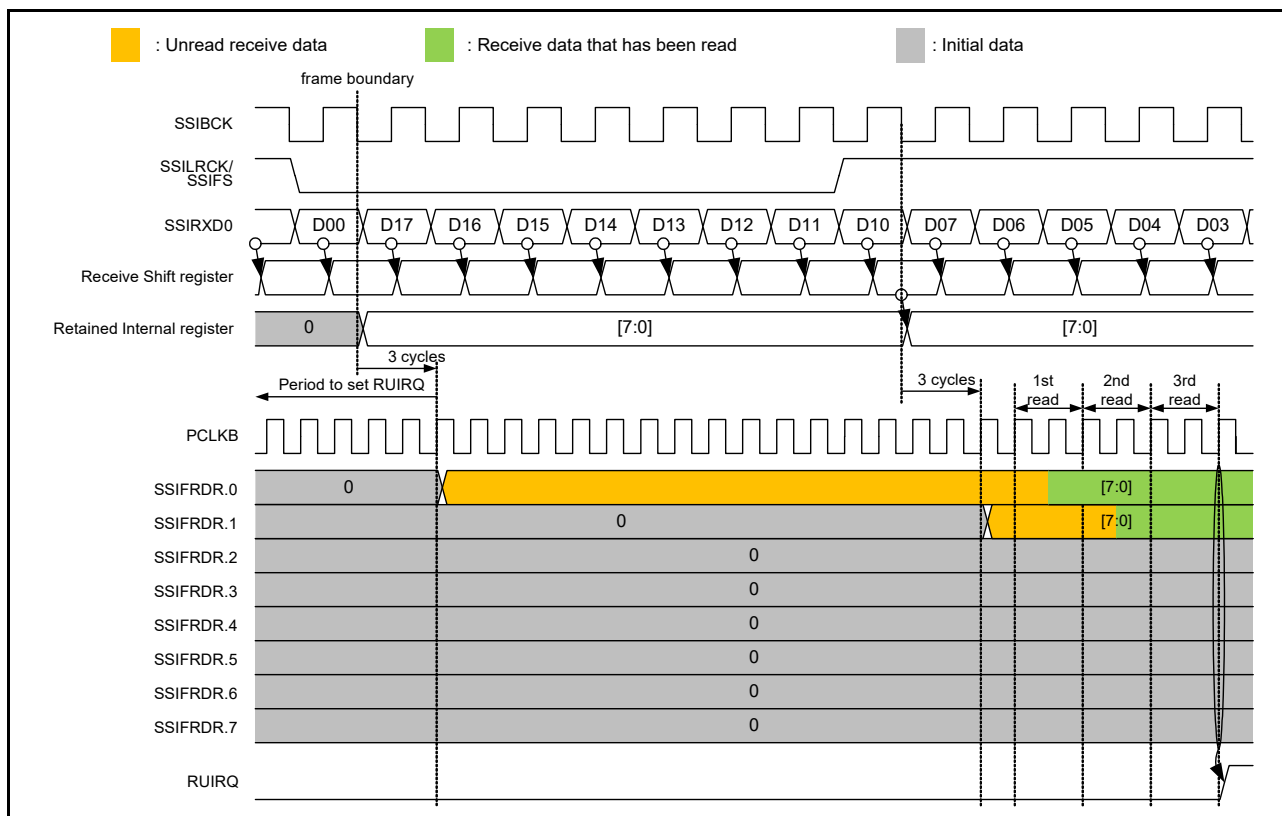 : Unread receive data
: Receive data that has been read
: Initial data
frame boundary
SSIBCK
SSILRCK/
SSIFS
SSIRXD0
D00 D17 D16 D15 D14 D13 D12 D11 D10 D07 D06 D05 D04 D03
Receive Shift register
Retained Internal register
0 [7:0] [7:0]
3 cycles
Period to set RUIRQ
3 cycles
1st
read
2nd
read
3rd
read
PCLKB
SSIFRDR.0
0 [7:0]
SSIFRDR.1
0 [7:0]
SSIFRDR.2
0
SSIFRDR.3
0
SSIFRDR.4
0
SSIFRDR.5
0
SSIFRDR.6
0
SSIFRDR.7
0
RUIRQ